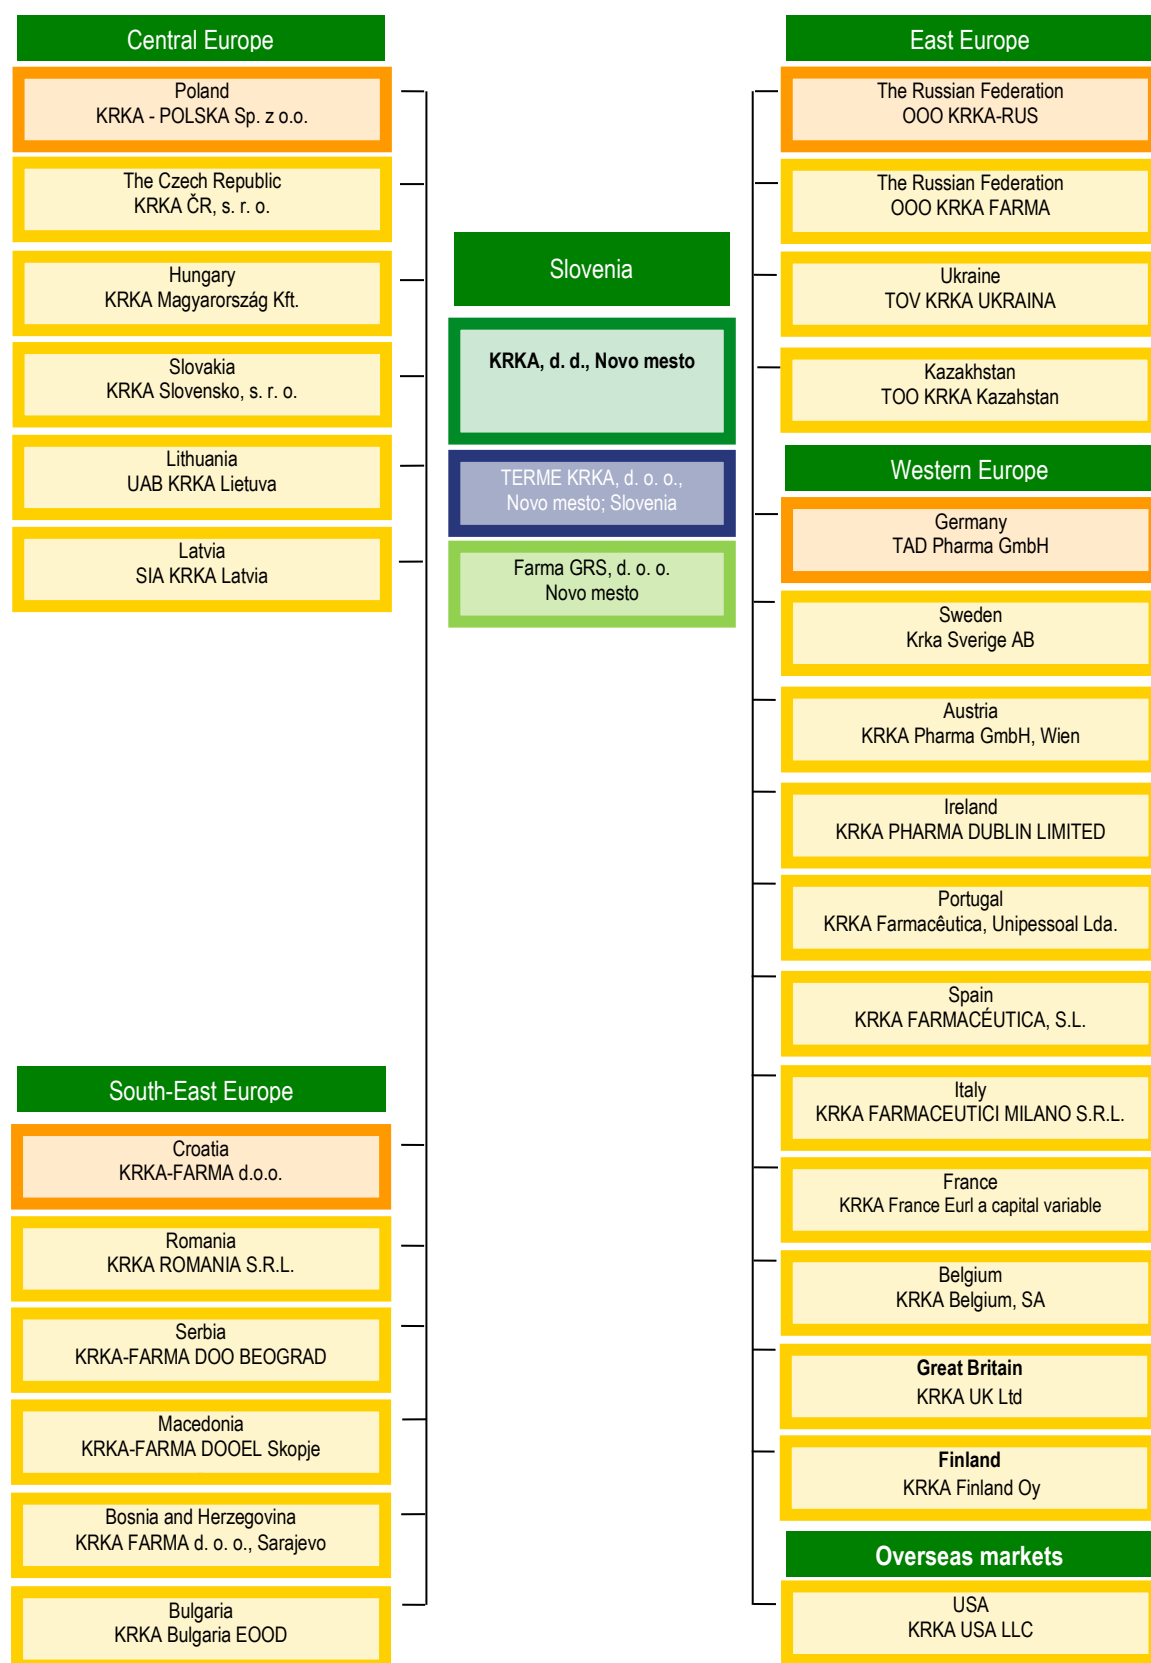 Central Europe
Poland
KRKA - POLSKA Sp. z o.o.
The Czech Republic
KRKA ČR, s. r. o.
Hungary
KRKA Magyarország Kft.
Slovakia
KRKA Slovensko, s. r. o.
Lithuania
UAB KRKA Lietuva
Latvia
SIA KRKA Latvia
South-East Europe
Croatia
KRKA-FARMA d.o.o.
Romania
KRKA ROMANIA S.R.L.
Serbia
KRKA-FARMA DOO BEOGRAD
Macedonia
KRKA-FARMA DOOEL Skopje
Bosnia and Herzegovina
KRKA FARMA d. o. o., Sarajevo
Bulgaria
KRKA Bulgaria EOOD
Slovenia
KRKA, d. d., Novo mesto
TERME KRKA, d. o. o.,
Novo mesto; Slovenia
Farma GRS, d. o. o.
Novo mesto
East Europe
The Russian Federation
OOO KRKA-RUS
The Russian Federation
OOO KRKA FARMA
Ukraine
TOV KRKA UKRAINA
Kazakhstan
TOO KRKA Kazahstan
Western Europe
Germany
TAD Pharma GmbH
Sweden
Krka Sverige AB
Austria
KRKA Pharma GmbH, Wien
Ireland
KRKA PHARMA DUBLIN LIMITED
Portugal
KRKA Farmacêutica, Unipessoal Lda.
Spain
KRKA FARMACÉUTICA, S.L.
Italy
KRKA FARMACEUTICI MILANO S.R.L.
France
KRKA France Eurl a capital variable
Belgium
KRKA Belgium, SA
Great Britain
KRKA UK Ltd
Finland
KRKA Finland Oy
Overseas markets
USA
KRKA USA LLC